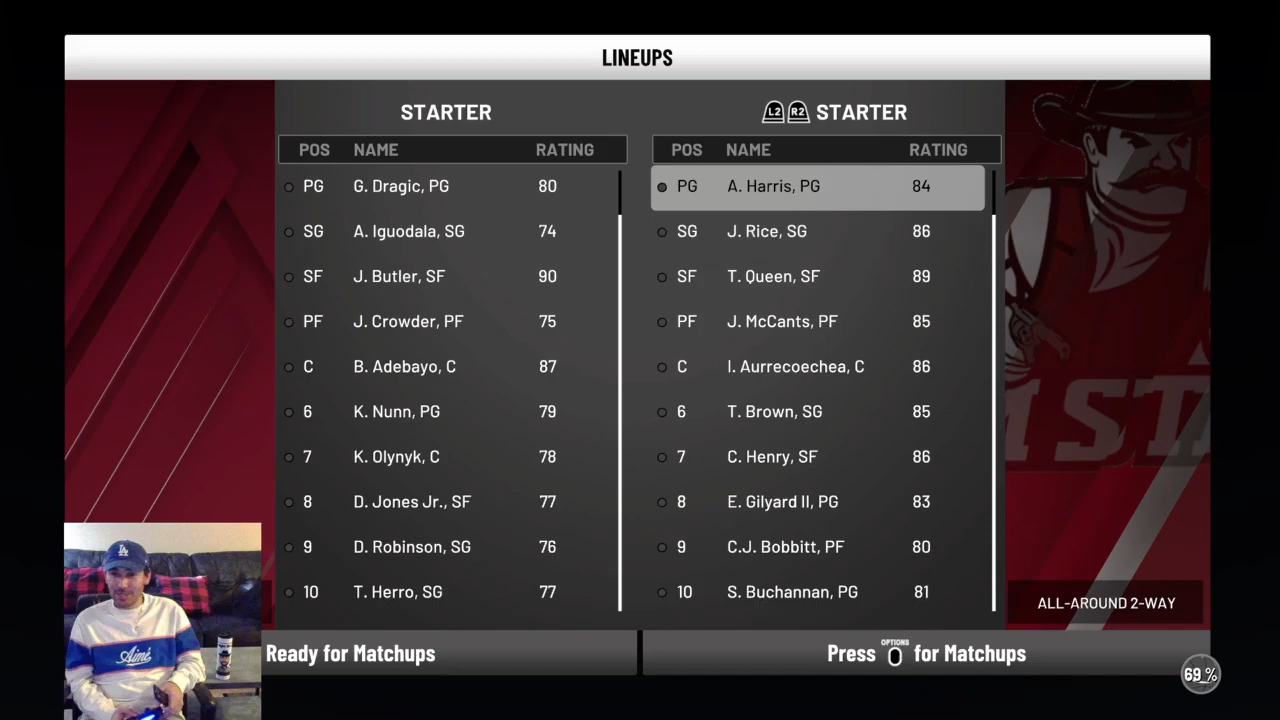 LINEUPS
STARTER
POS NAME RATING
PG G. Dragic, PG 80
SG A. Iguodala, SG 74
SF J. Butler, SF 90
PF J. Crowder, PF 75
C B. Adebayo, C 87
6 K. Nunn, PG 79
7 K. Olynyk, C 78
8 D. Jones Jr., SF 77
9 D. Robinson, SG 76
10 T. Herro, SG 77
Ready for Matchups
L2 R2 STARTER
POS NAME RATING
PG A. Harris, PG 84
SG J. Rice, SG 86
SF T. Queen, SF 89
PF J. McCants, PF 85
C I. Aurrecoechea, C 86
6 T. Brown, SG 85
7 C. Henry, SF 86
8 E. Gilyard II, PG 83
9 C.J. Bobbitt, PF 80
10 S. Buchannan, PG 81
Press OPTIONS for Matchups
ALL-AROUND 2-WAY
69 %
LA
Aimé